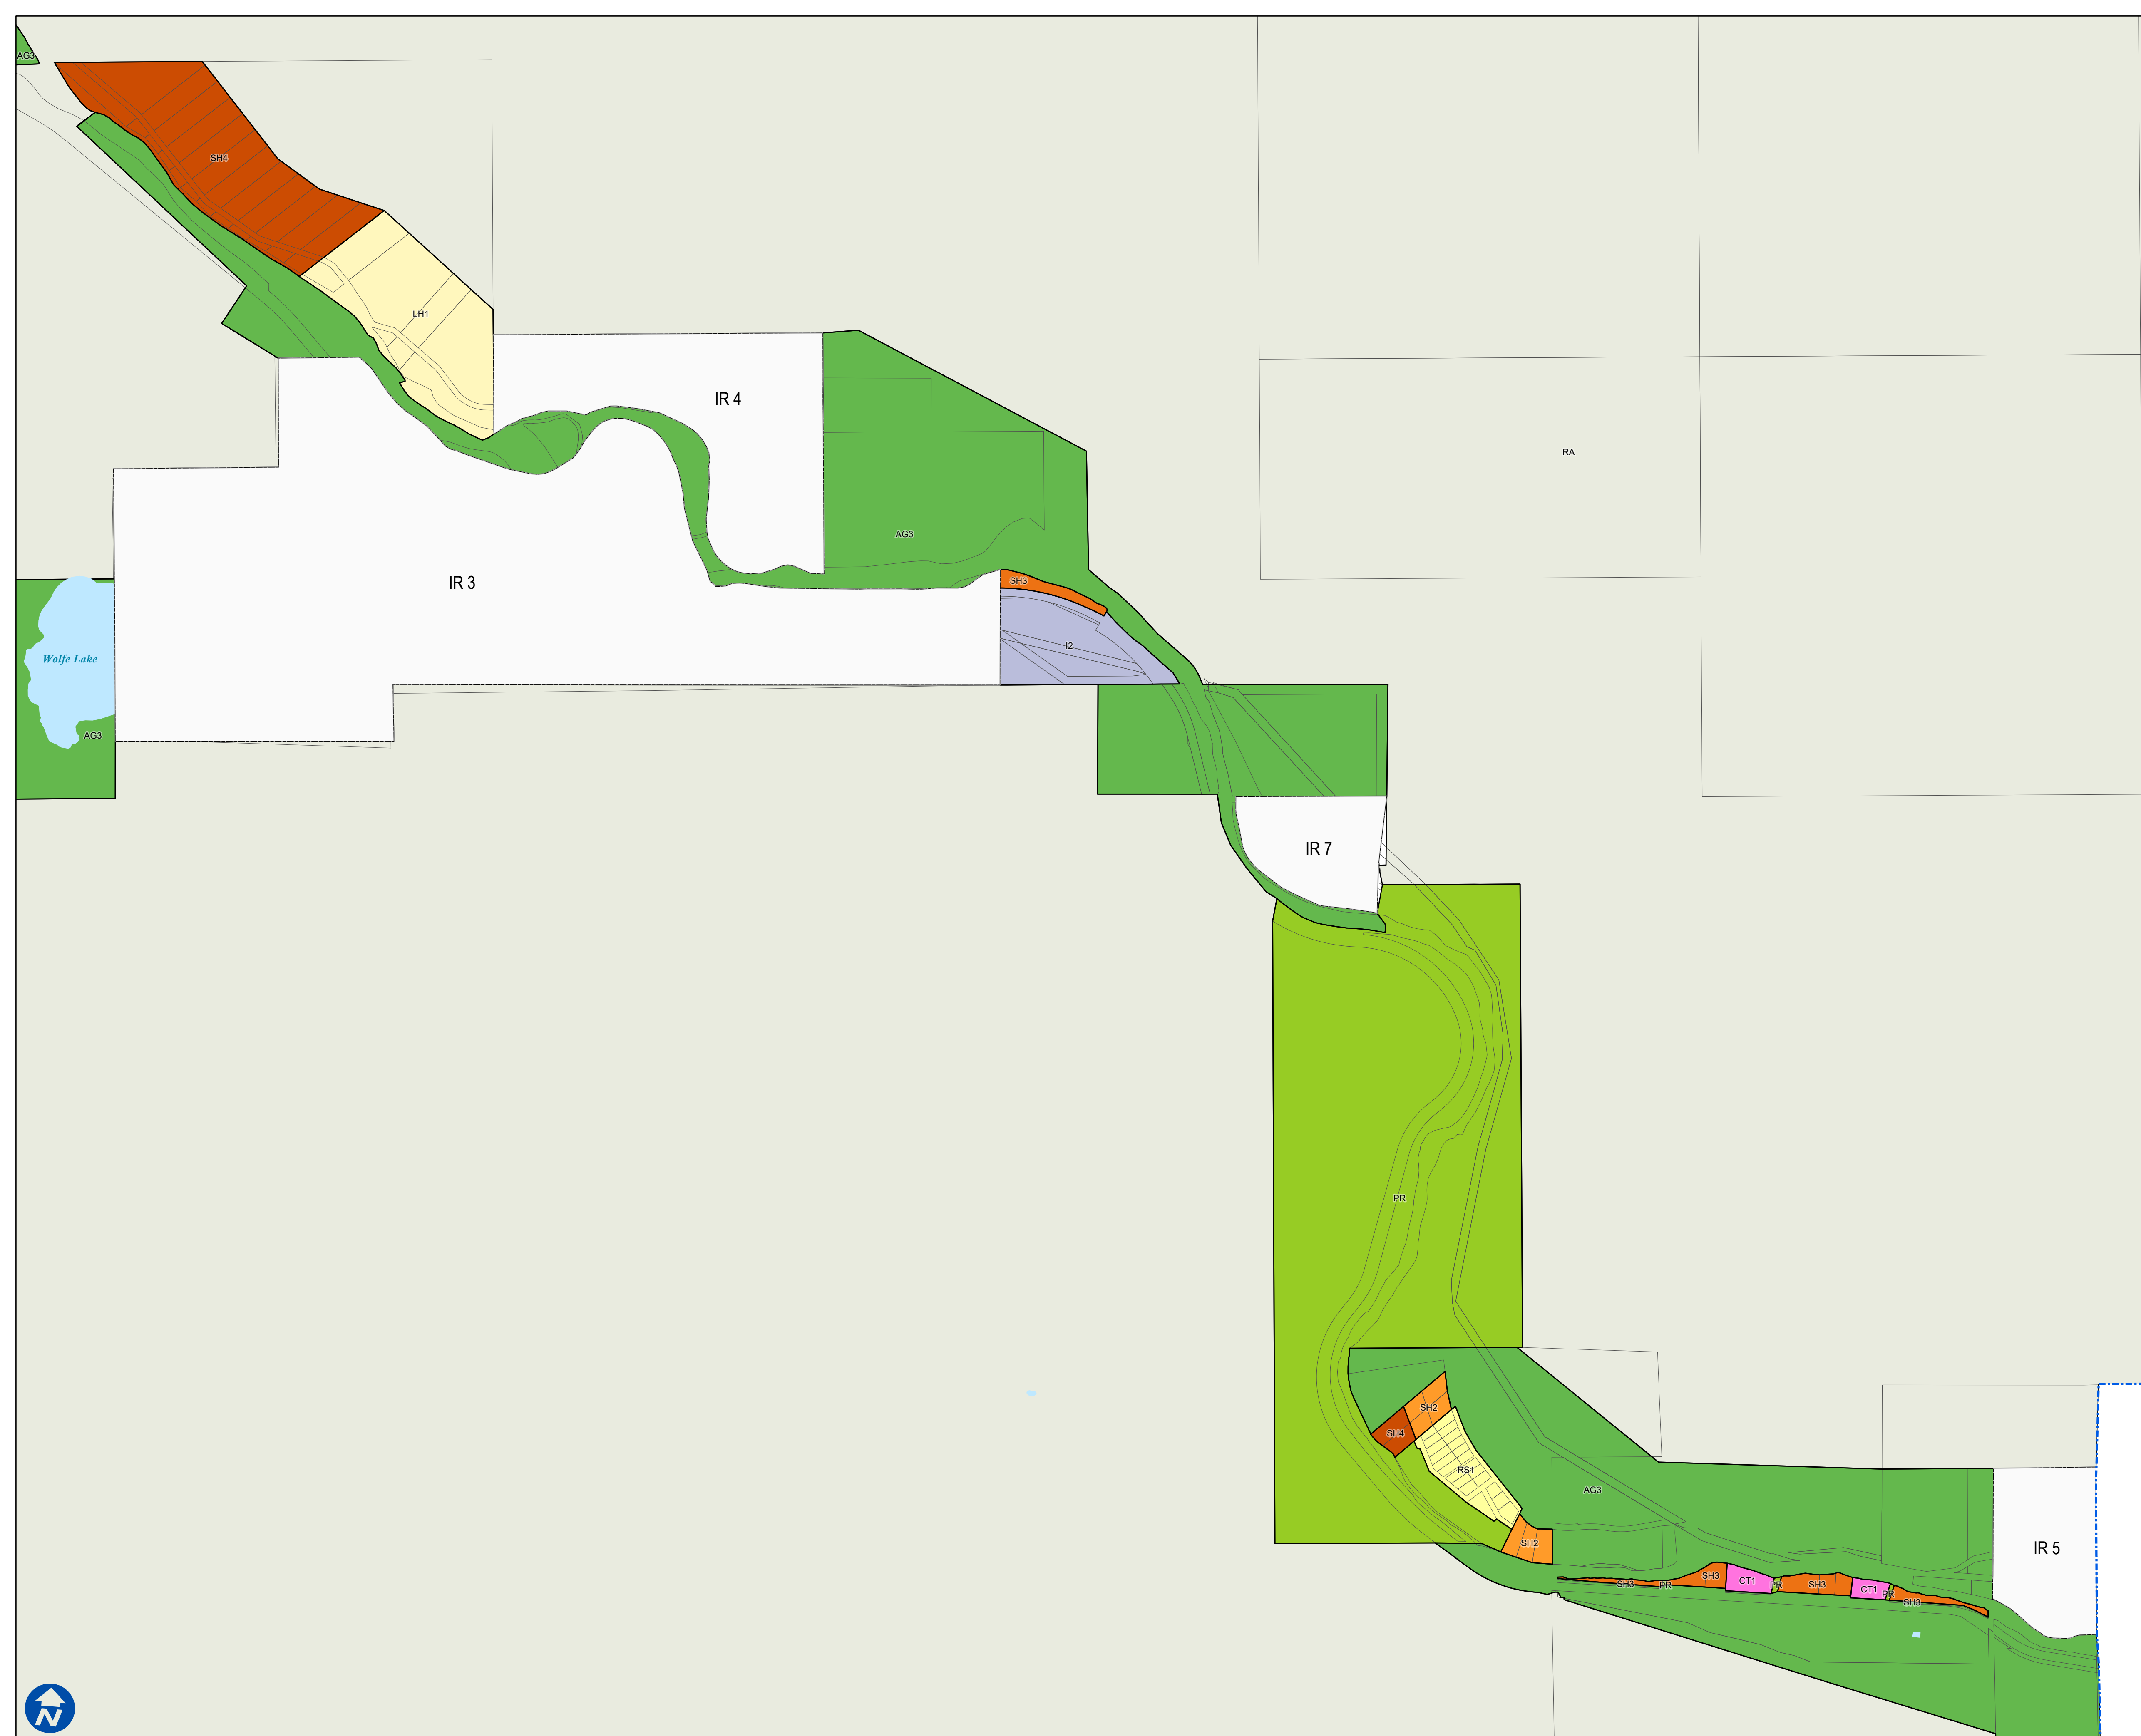 AG3
SH4
LH1
IR 4
RA
AG3
SH3
IR 3
I2
Wolfe Lake
AG3
IR 7
PR
SH2
SH4
RS1
AG3
SH2
IR 5
SH3
PR
SH3
CT1
PR
SH3
CT1
PR
SH3
N